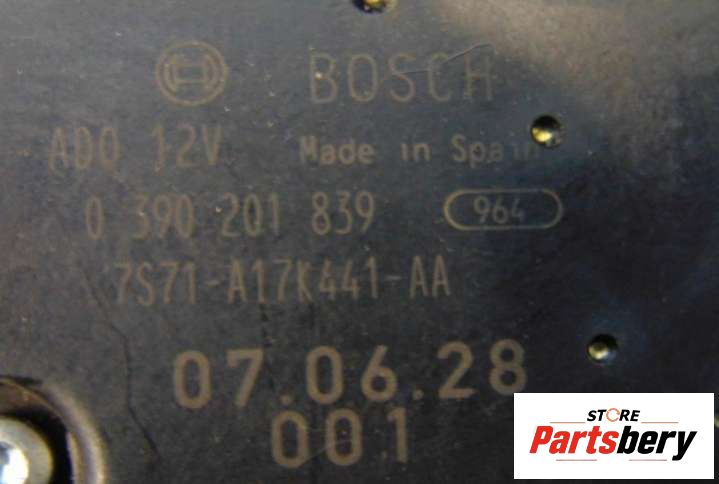 BOSCH
ADO 12V Made in Spain
0 390 201 839 964
7S71-A17K441-AA
07.06.28
001
STORE
Partsbery